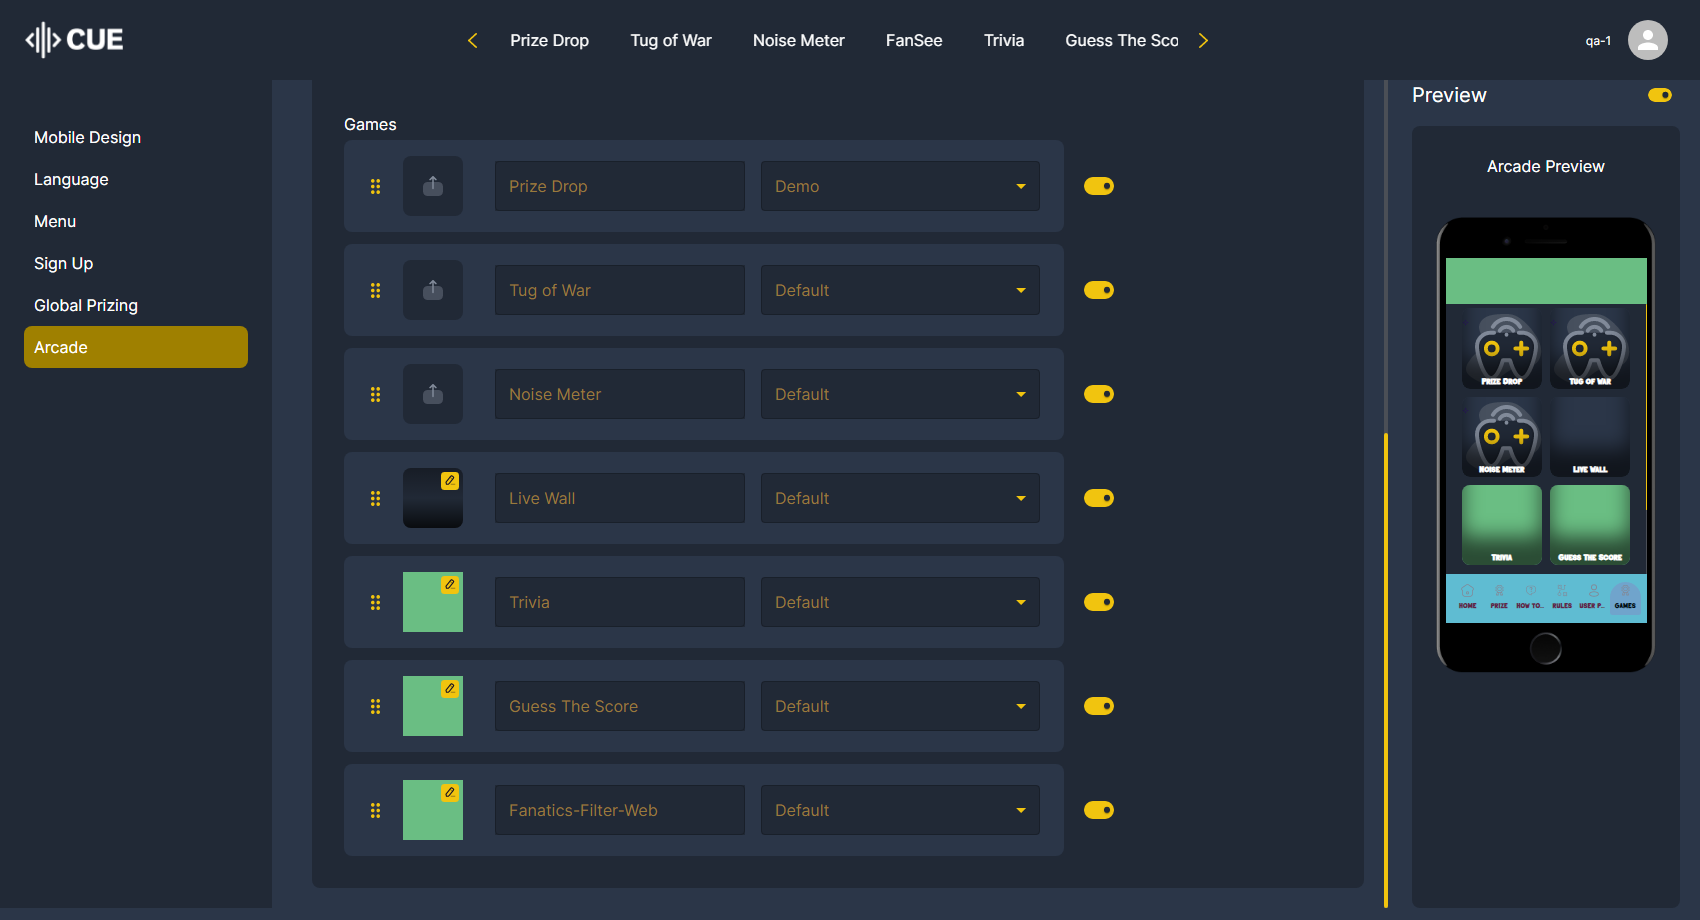 CUE
Prize Drop Tug of War Noise Meter FanSee Trivia Guess The Sco
qa-1
Mobile Design
Language
Menu
Sign Up
Global Prizing
Arcade
Games
Prize Drop Demo
Tug of War Default
Noise Meter Default
Live Wall Default
Trivia Default
Guess The Score Default
Fanatics-Filter-Web Default
Preview
Arcade Preview
Prize Drop Tug of War
Noise Meter Live Wall
Trivia Guess The Score
HOME PRIZE HOW TO.. RULES USER P.. GAMES